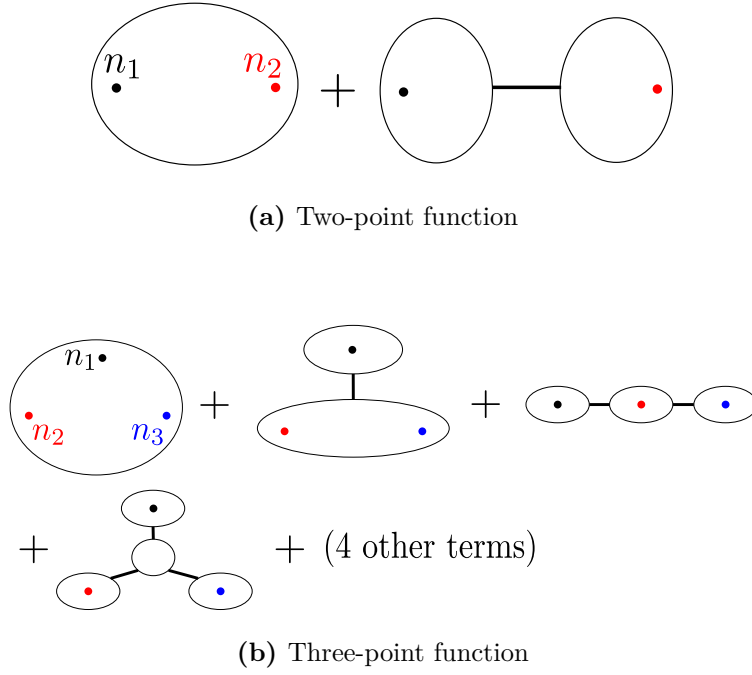 n₁ n₂ +
(a) Two-point function
n₁ + +
n₂ n₃
+ + (4 other terms)
(b) Three-point function